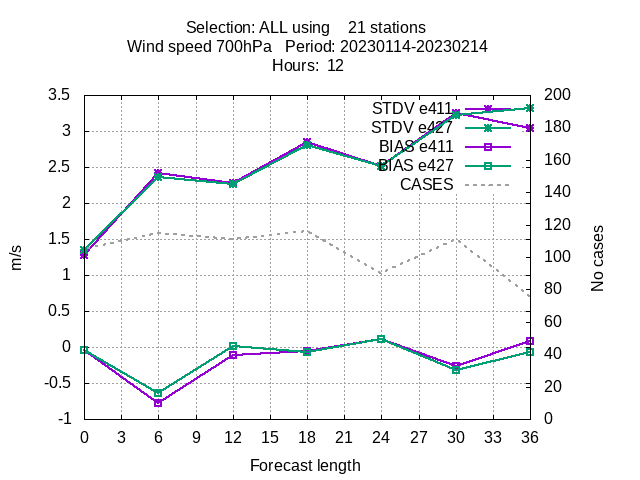 Selection: ALL using    21 stations
Wind speed 700hPa   Period: 20230114-20230214
Hours:  12
STDV e411
STDV e427
BIAS e411
BIAS e427
CASES
3.5
3
2.5
2
1.5
1
0.5
0
-0.5
-1
200
180
160
140
120
100
80
60
40
20
0
m/s
No cases
0 3 6 9 12 15 18 21 24 27 30 33 36
Forecast length